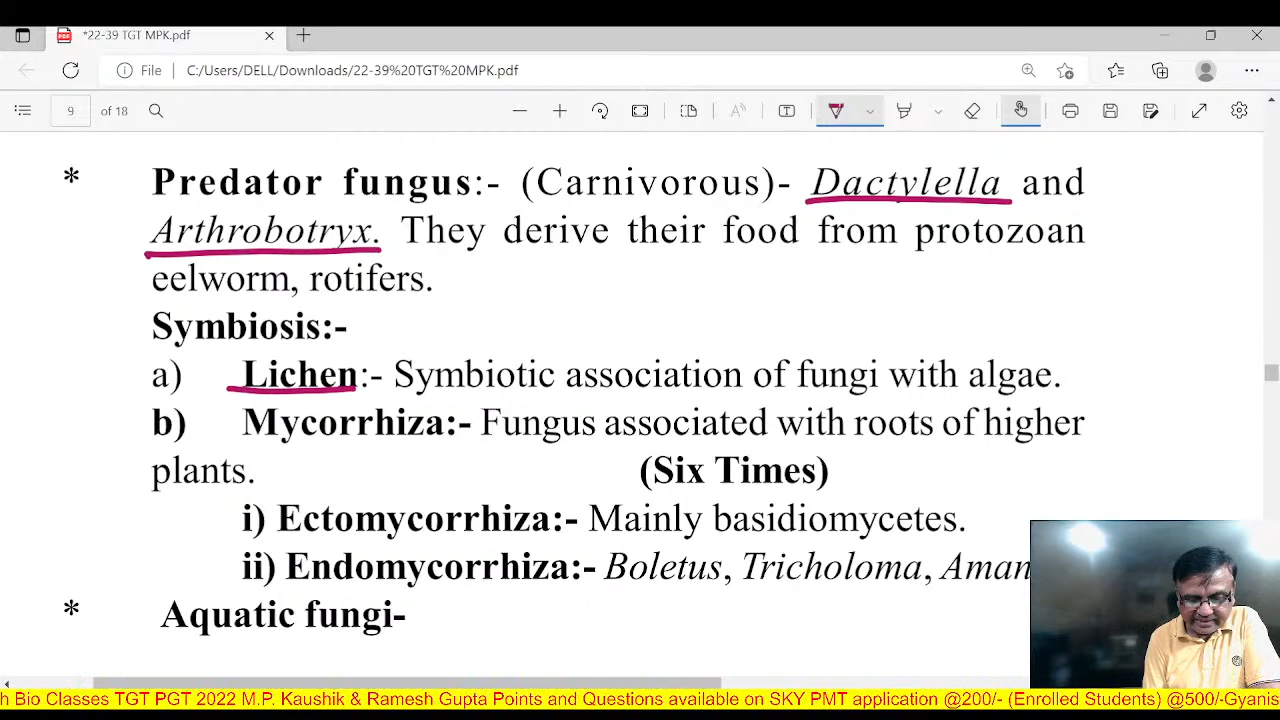 *22-39 TGT MPK.pdf
File C:/Users/DELL/Downloads/22-39%20TGT%20MPK.pdf
9 of 18
* Predator fungus:- (Carnivorous)- Dactylella and
Arthrobotryx. They derive their food from protozoan
eelworm, rotifers.
Symbiosis:-
a) Lichen:- Symbiotic association of fungi with algae.
b) Mycorrhiza:- Fungus associated with roots of higher
plants. (Six Times)
i) Ectomycorrhiza:- Mainly basidiomycetes.
ii) Endomycorrhiza:- Boletus, Tricholoma, Aman
* Aquatic fungi-
h Bio Classes TGT PGT 2022 M.P. Kaushik & Ramesh Gupta Points and Questions available on SKY PMT application @200/- (Enrolled Students) @500/-Gyanis